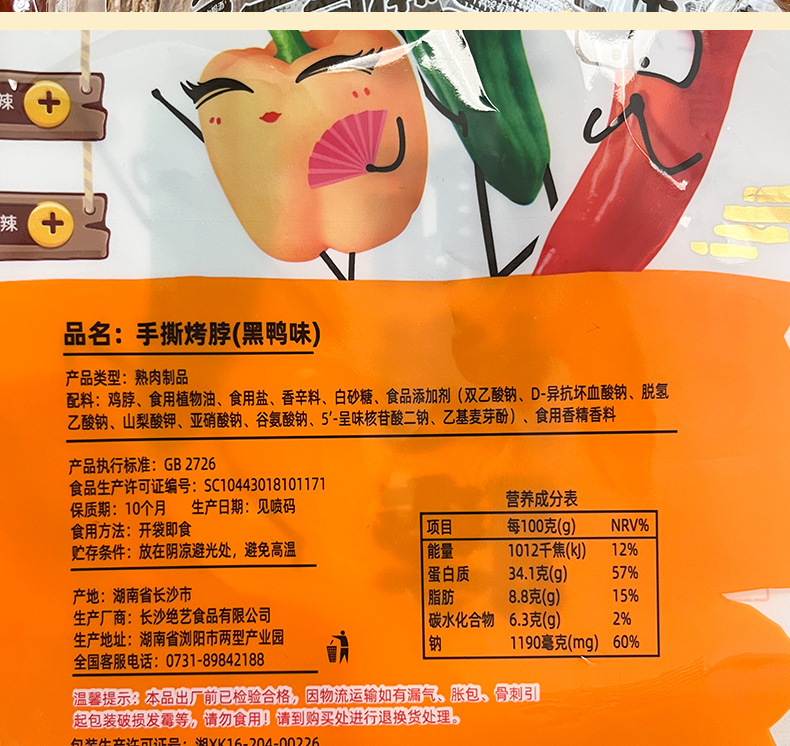 辣
辣
品名：手撕烤脖(黑鸭味)
产品类型：熟肉制品
配料：鸡脖、食用植物油、食用盐、香辛料、白砂糖、食品添加剂（双乙酸钠、D-异抗坏血酸钠、脱氢
乙酸钠、山梨酸钾、亚硝酸钠、谷氨酸钠、5′-呈味核苷酸二钠、乙基麦芽酚）、食用香精香料
产品执行标准：GB 2726
食品生产许可证编号：SC10443018101171
保质期：10个月 生产日期：见喷码
食用方法：开袋即食
贮存条件：放在阴凉避光处，避免高温
营养成分表
项目 每100克(g) NRV%
能量 1012千焦(kJ) 12%
蛋白质 34.1克(g) 57%
脂肪 8.8克(g) 15%
碳水化合物 6.3克(g) 2%
钠 1190毫克(mg) 60%
产地：湖南省长沙市
生产厂商：长沙绝艺食品有限公司
生产地址：湖南省浏阳市两型产业园
全国客服电话：0731-89842188
温馨提示：本品出厂前已检验合格，因物流运输如有漏气、胀包、骨刺引
起包装破损发霉等，请勿食用！请到购买处进行退换货处理。
包装生产许可证号：湘XK16-204-00226